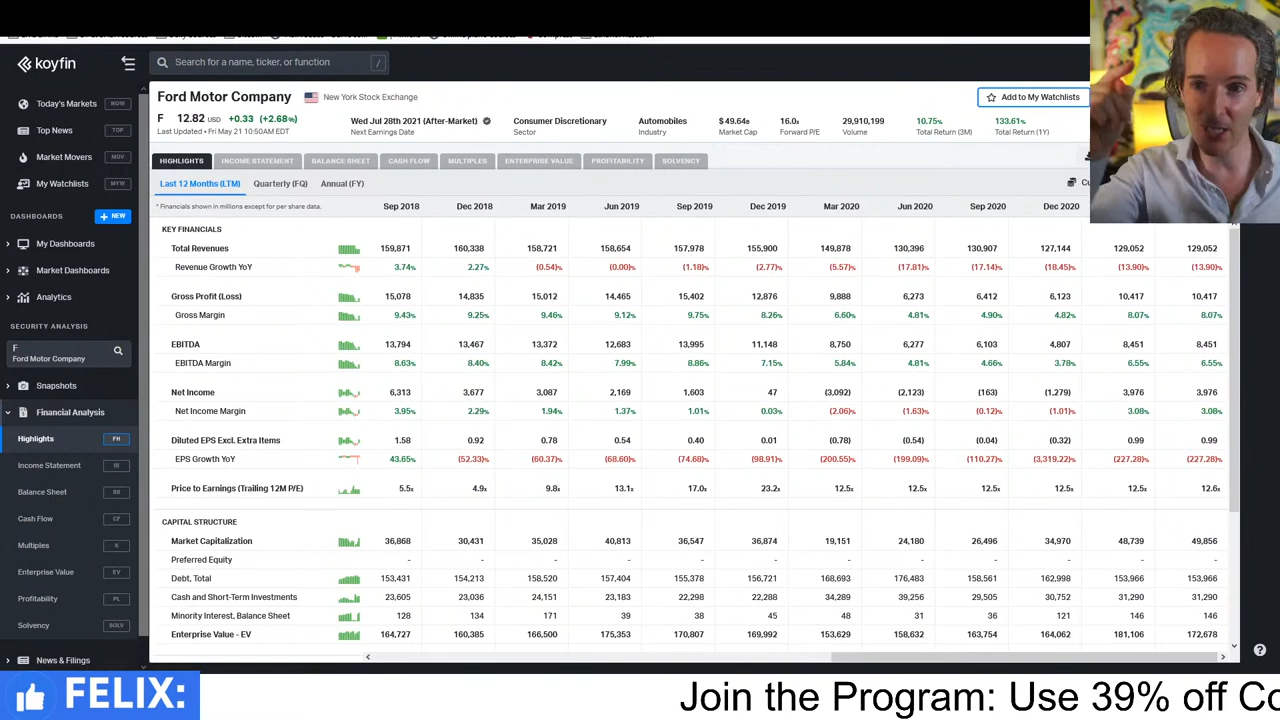 koyfin
Search for a name, ticker, or function /
Ford Motor Company New York Stock Exchange Add to My Watchlists
F 12.82 USD +0.33 (+2.68%)
Last Updated • Fri May 21 10:50AM EDT
Wed Jul 28th 2021 (After-Market) Consumer Discretionary Automobiles $ 49.64B 16.0x 29,910,199 10.75% 133.61%
Next Earnings Date Sector Industry Market Cap Forward P/E Volume Total Return (3M) Total Return (1Y)
HIGHLIGHTS INCOME STATEMENT BALANCE SHEET CASH FLOW MULTIPLES ENTERPRISE VALUE PROFITABILITY SOLVENCY
Last 12 Months (LTM) Quarterly (FQ) Annual (FY)
* Financials shown in millions except for per share data. Sep 2018 Dec 2018 Mar 2019 Jun 2019 Sep 2019 Dec 2019 Mar 2020 Jun 2020 Sep 2020 Dec 2020
KEY FINANCIALS
Total Revenues 159,871 160,338 158,721 158,654 157,978 155,900 149,878 130,396 130,907 127,144 129,052 129,052
Revenue Growth YoY 3.74% 2.27% (0.54)% (0.00)% (1.18)% (2.77)% (5.57)% (17.81)% (17.14)% (18.45)% (13.90)% (13.90)%
Gross Profit (Loss) 15,078 14,835 15,012 14,465 15,402 12,876 9,888 6,273 6,412 6,123 10,417 10,417
Gross Margin 9.43% 9.25% 9.46% 9.12% 9.75% 8.26% 6.60% 4.81% 4.90% 4.82% 8.07% 8.07%
EBITDA 13,794 13,467 13,372 12,683 13,995 11,148 8,750 6,277 6,103 4,807 8,451 8,451
EBITDA Margin 8.63% 8.40% 8.42% 7.99% 8.86% 7.15% 5.84% 4.81% 4.66% 3.78% 6.55% 6.55%
Net Income 6,313 3,677 3,087 2,169 1,603 47 (3,092) (2,123) (163) (1,279) 3,976 3,976
Net Income Margin 3.95% 2.29% 1.94% 1.37% 1.01% 0.03% (2.06)% (1.63)% (0.12)% (1.01)% 3.08% 3.08%
Diluted EPS Excl. Extra Items 1.58 0.92 0.78 0.54 0.40 0.01 (0.78) (0.54) (0.04) (0.32) 0.99 0.99
EPS Growth YoY 43.65% (52.33)% (60.37)% (68.60)% (74.68)% (98.91)% (200.55)% (199.09)% (110.27)% (3,319.22)% (227.28)% (227.28)%
Price to Earnings (Trailing 12M P/E) 5.5x 4.9x 9.8x 13.1x 17.0x 23.2x 12.5x 12.5x 12.5x 12.5x 12.5x 12.6x
CAPITAL STRUCTURE
Market Capitalization 36,868 30,431 35,028 40,813 36,547 36,874 19,151 24,180 26,496 34,970 48,739 49,856
Preferred Equity - - - - - - - - - - - -
Debt, Total 153,431 154,213 158,520 157,404 155,378 156,721 168,693 176,483 158,561 162,998 153,966 153,966
Cash and Short-Term Investments 23,605 23,036 24,151 23,183 22,298 22,288 34,289 39,256 29,505 30,752 31,290 31,290
Minority Interest, Balance Sheet 128 134 171 39 38 45 48 31 36 121 146 146
Enterprise Value - EV 164,727 160,385 166,500 175,353 170,807 169,992 153,629 158,632 163,754 164,062 181,106 172,678
Today's Markets NOW
Top News TOP
Market Movers MOV
My Watchlists MYW
DASHBOARDS + NEW
My Dashboards
Market Dashboards
Analytics
SECURITY ANALYSIS
F
Ford Motor Company
Snapshots
Financial Analysis
Highlights FH
Income Statement IS
Balance Sheet BS
Cash Flow CF
Multiples X
Enterprise Value EV
Profitability PL
Solvency SOLV
News & Filings
FELIX:
Join the Program: Use 39% off Co